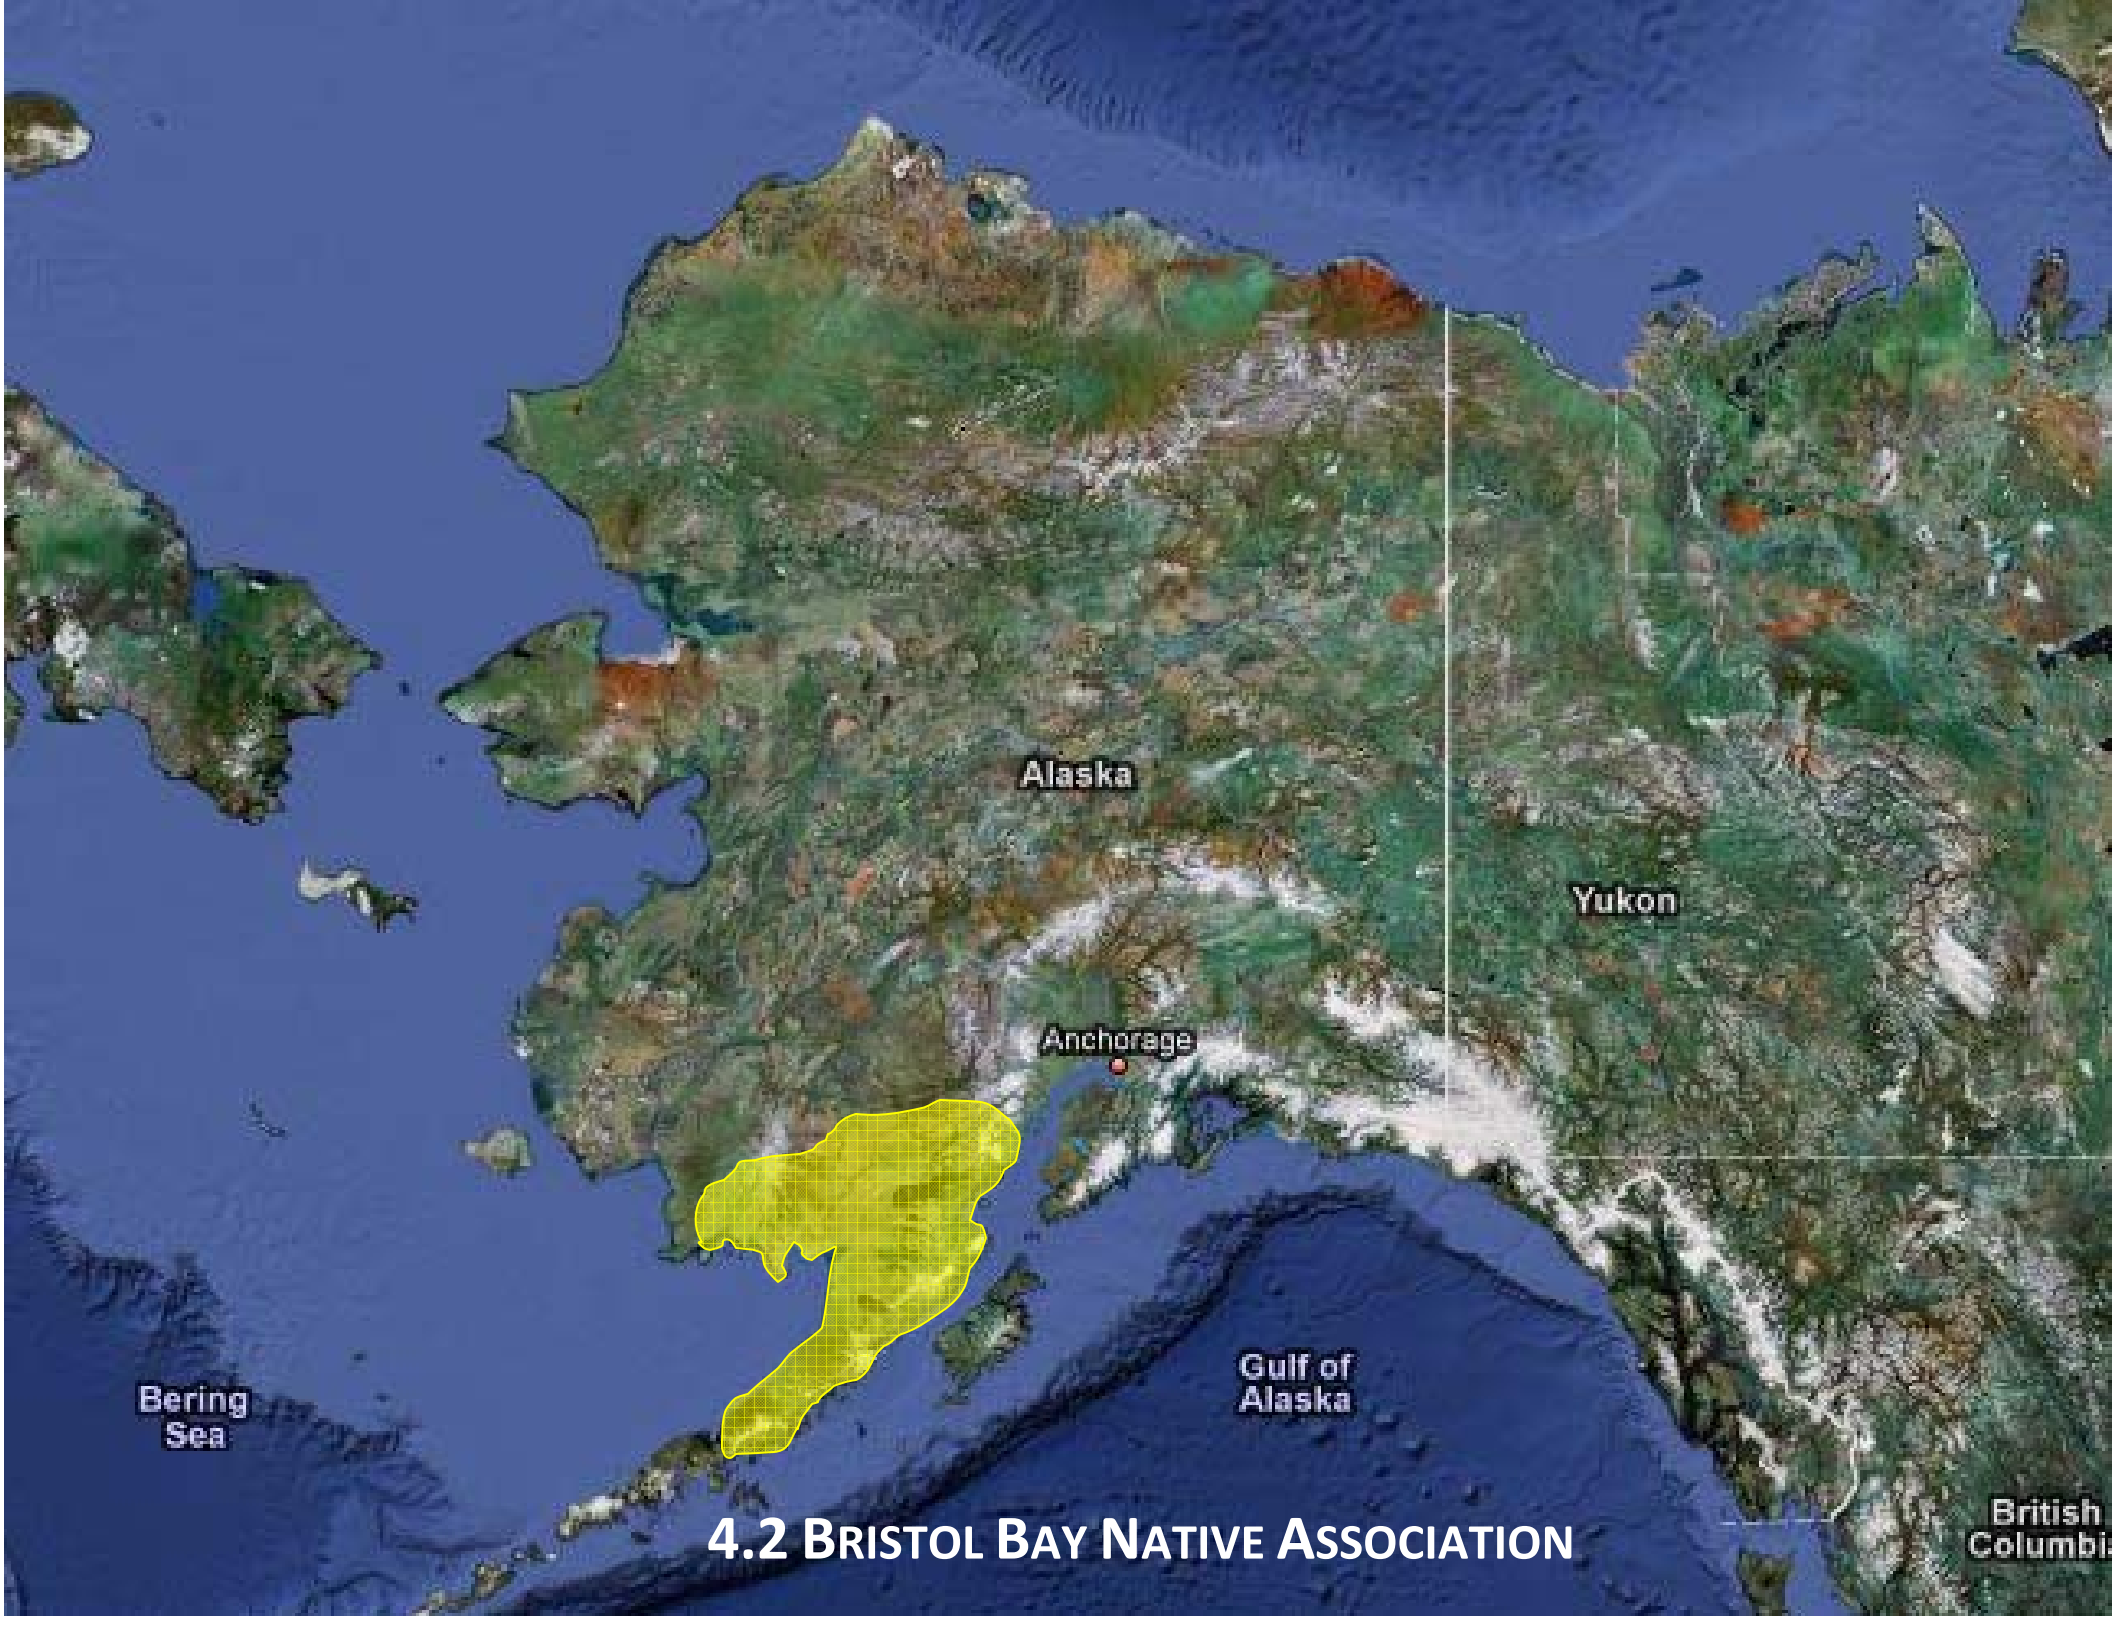 Alaska
Yukon
Anchorage
Gulf of
Alaska
Bering
Sea
British
4.2 BRISTOL BAY NATIVE ASSOCIATION